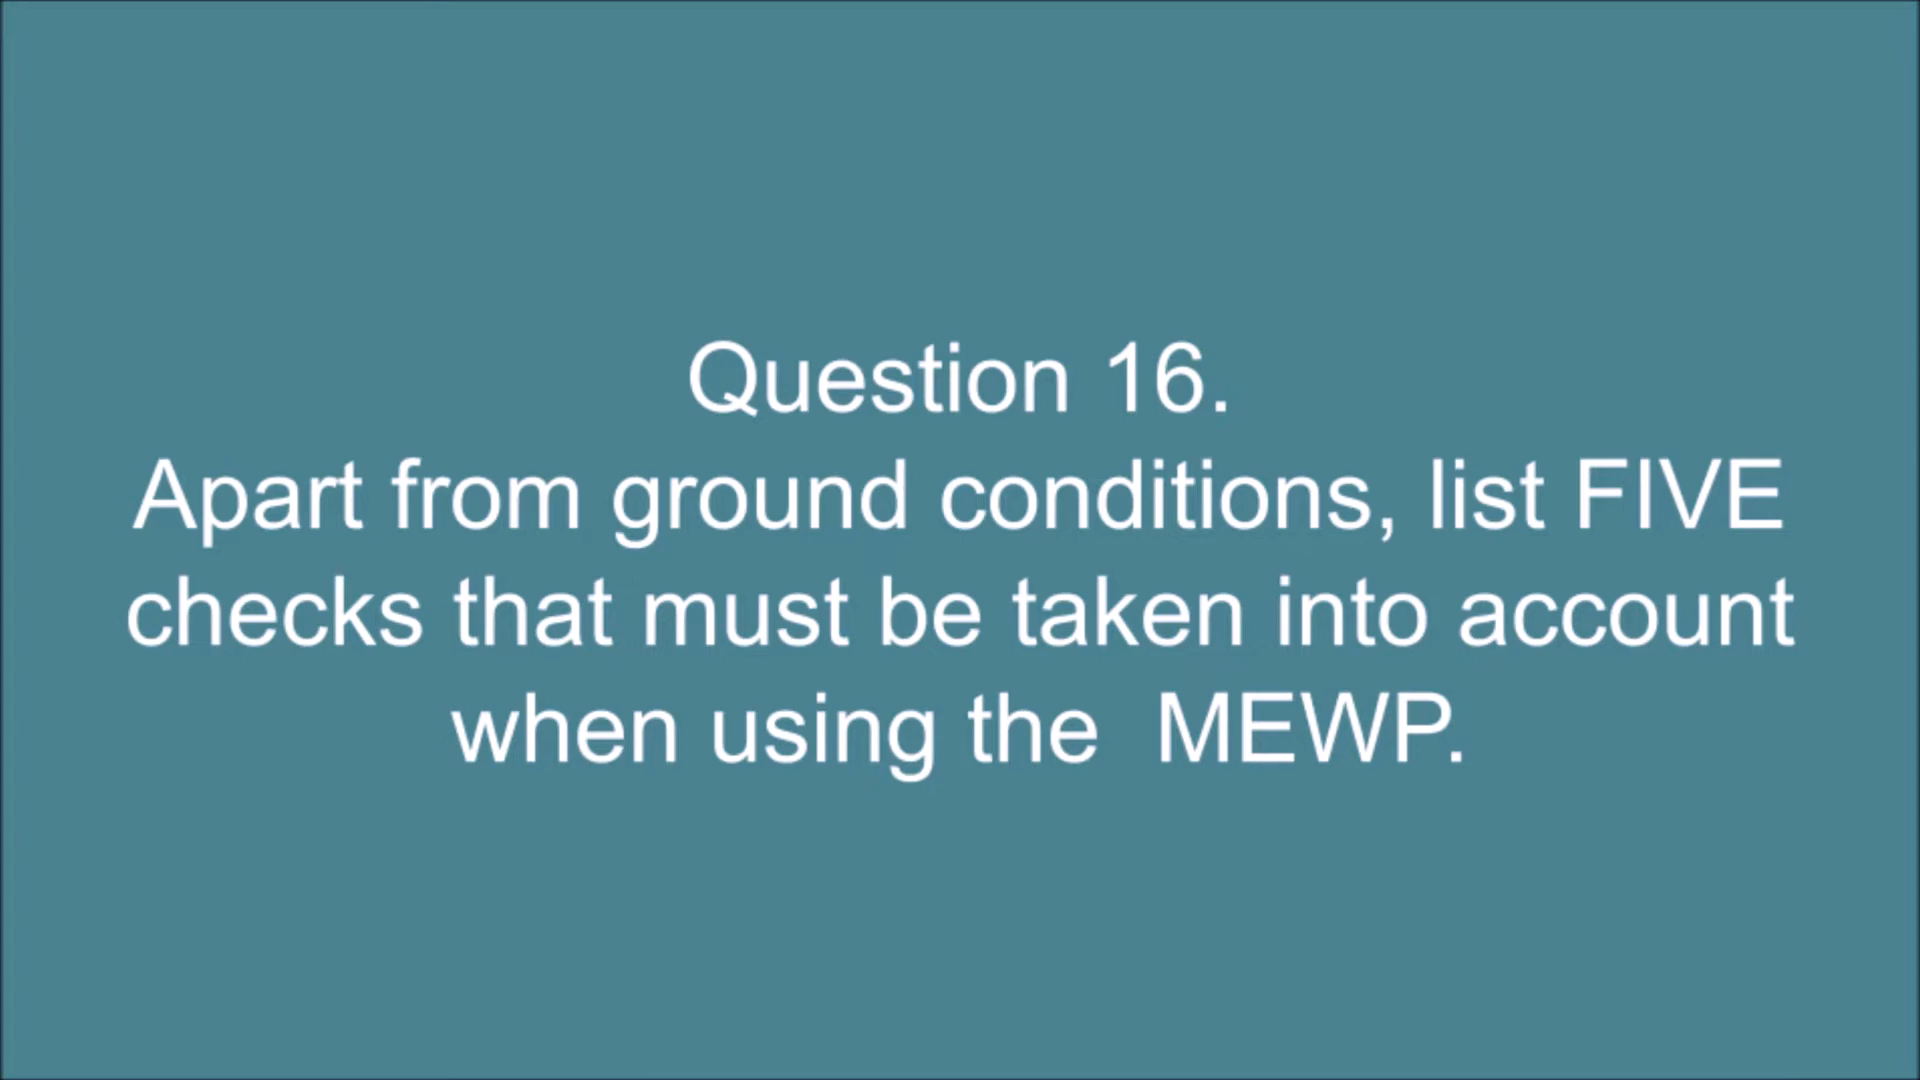 Question 16.
Apart from ground conditions, list FIVE
checks that must be taken into account
when using the  MEWP.